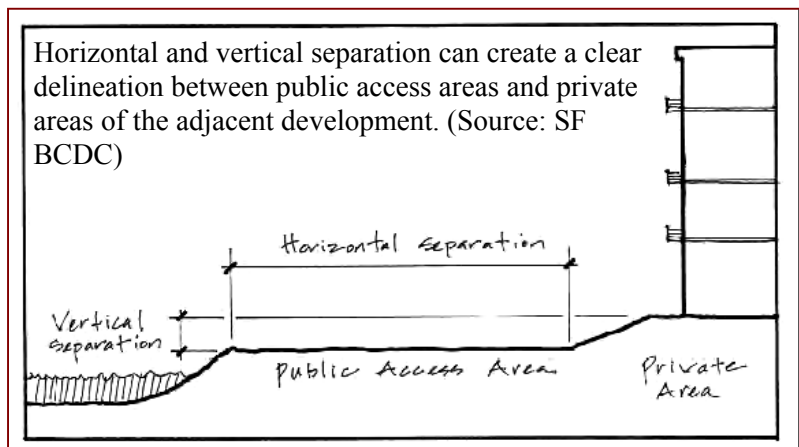 Horizontal and vertical separation can create a clear
delineation between public access areas and private
areas of the adjacent development. (Source: SF
BCDC)
Horizontal separation
Vertical
separation
Public Access Area
Private
Area